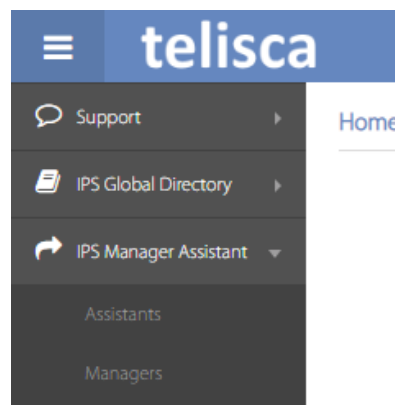 telisca
Support
Home
IPS Global Directory
IPS Manager Assistant
Assistants
Managers